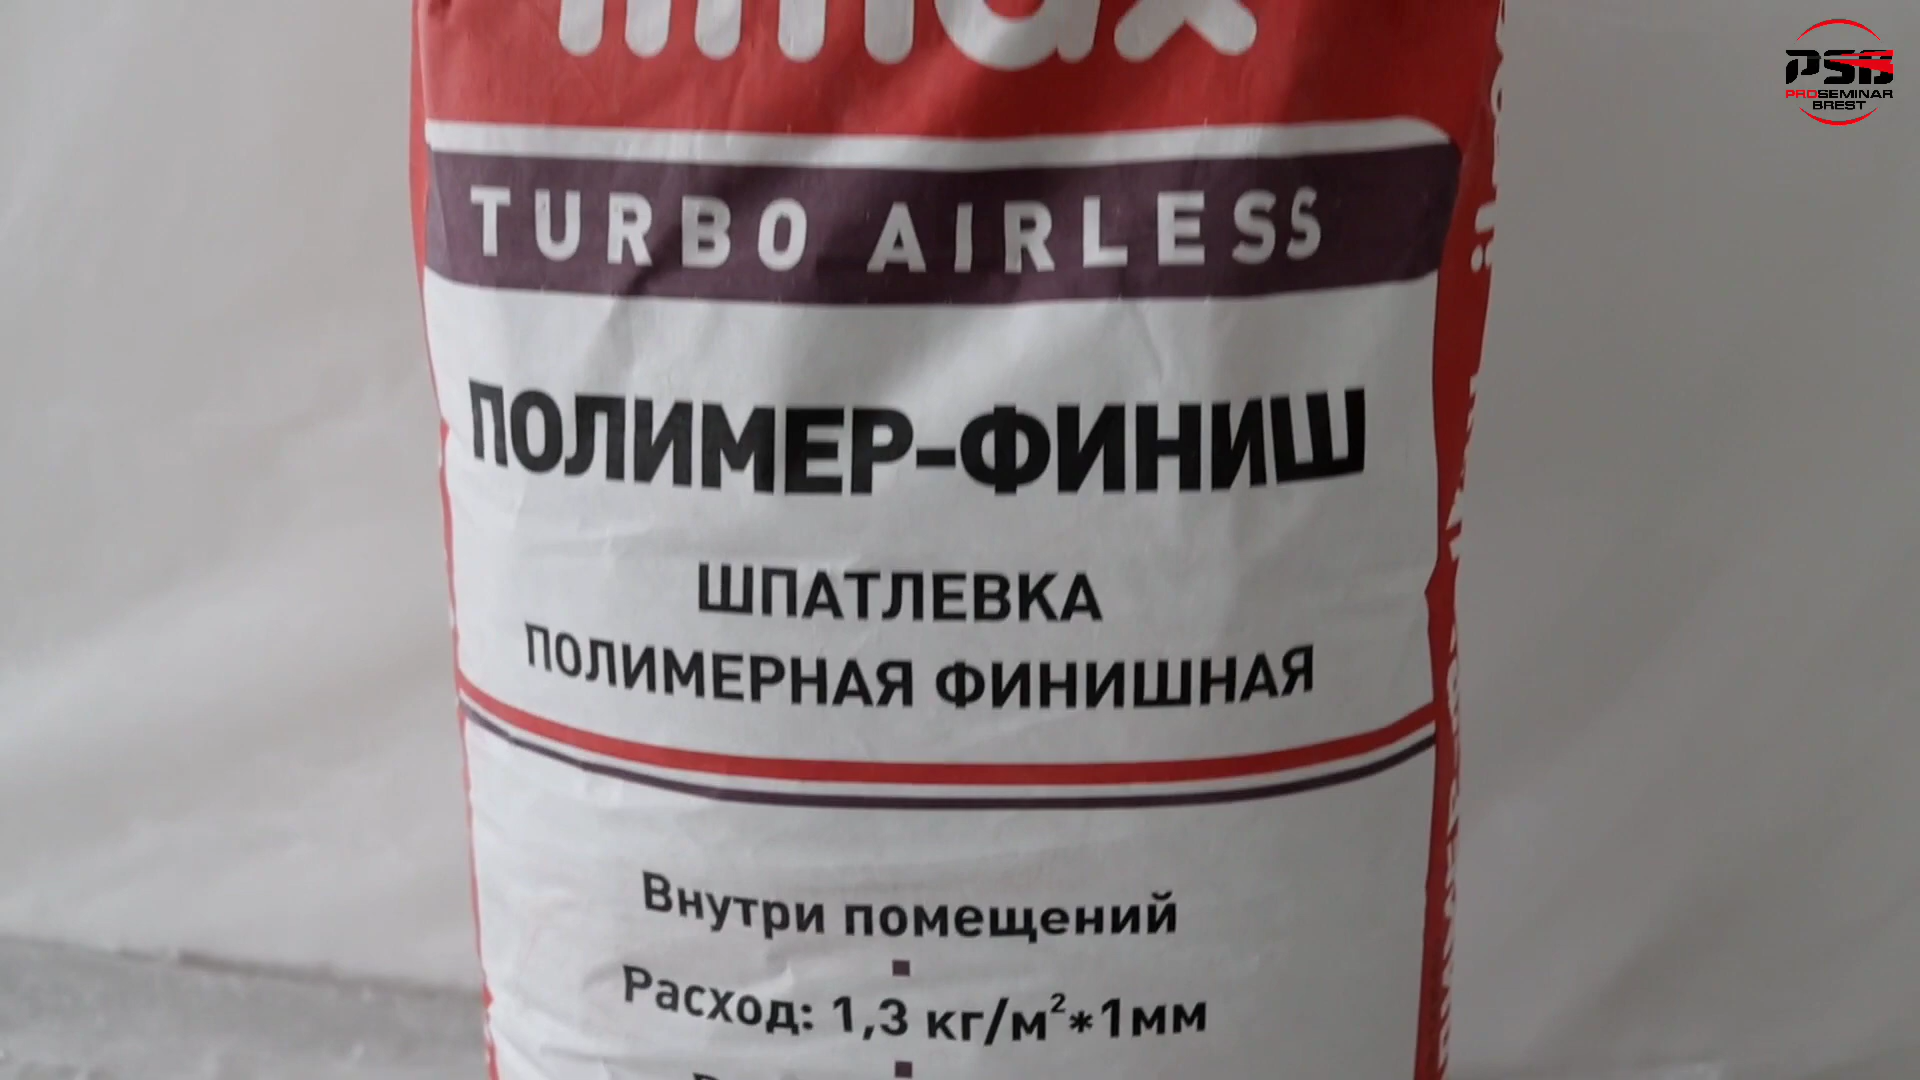 PSB
PROSEMINAR
BREST
TURBO AIRLESS
ПОЛИМЕР-ФИНИШ
ШПАТЛЕВКА
ПОЛИМЕРНАЯ ФИНИШНАЯ
Внутри помещений
Расход: 1,3 кг/м²*1мм